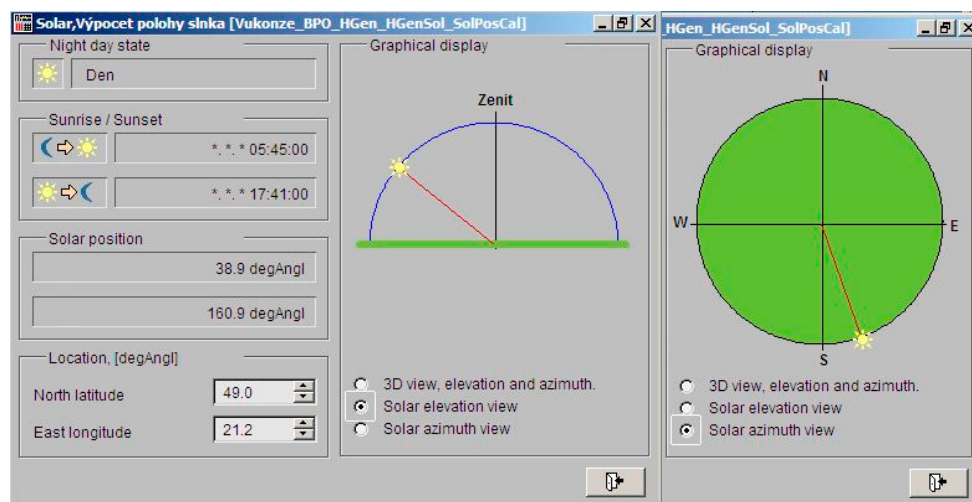 Solar,Výpocet polohy slnka [Vukonze_BPO_HGen_HGenSol_SolPosCal]
Night day state
Den
Sunrise / Sunset
*. *. * 05:45:00
*. *. * 17:41:00
Solar position
38.9 degAngl
160.9 degAngl
Location, [degAngl]
North latitude 49.0
East longitude 21.2
Graphical display
Zenit
3D view, elevation and azimuth.
Solar elevation view
Solar azimuth view
_HGen_HGenSol_SolPosCal]
Graphical display
N
W
E
S
3D view, elevation and azimuth.
Solar elevation view
Solar azimuth view